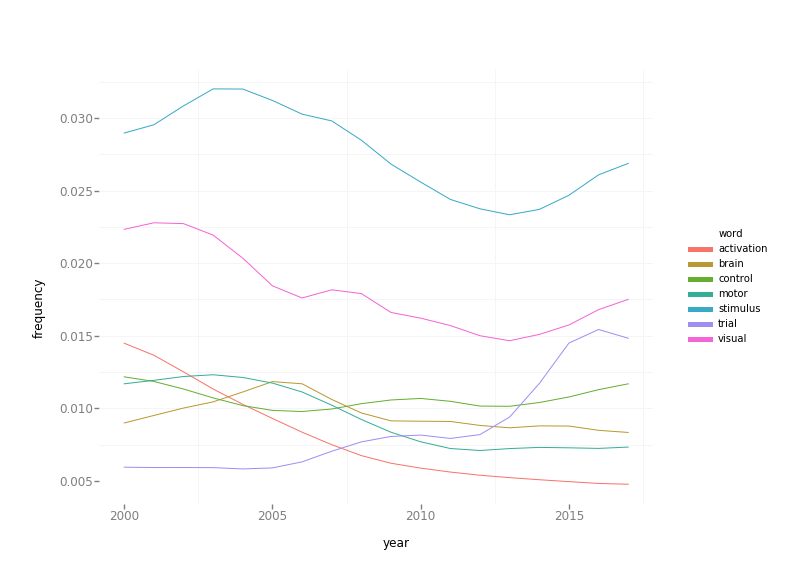 0.030
0.025
0.020
0.015
0.010
0.005
frequency
2000 2005 2010 2015
year
word
activation
brain
control
motor
stimulus
trial
visual